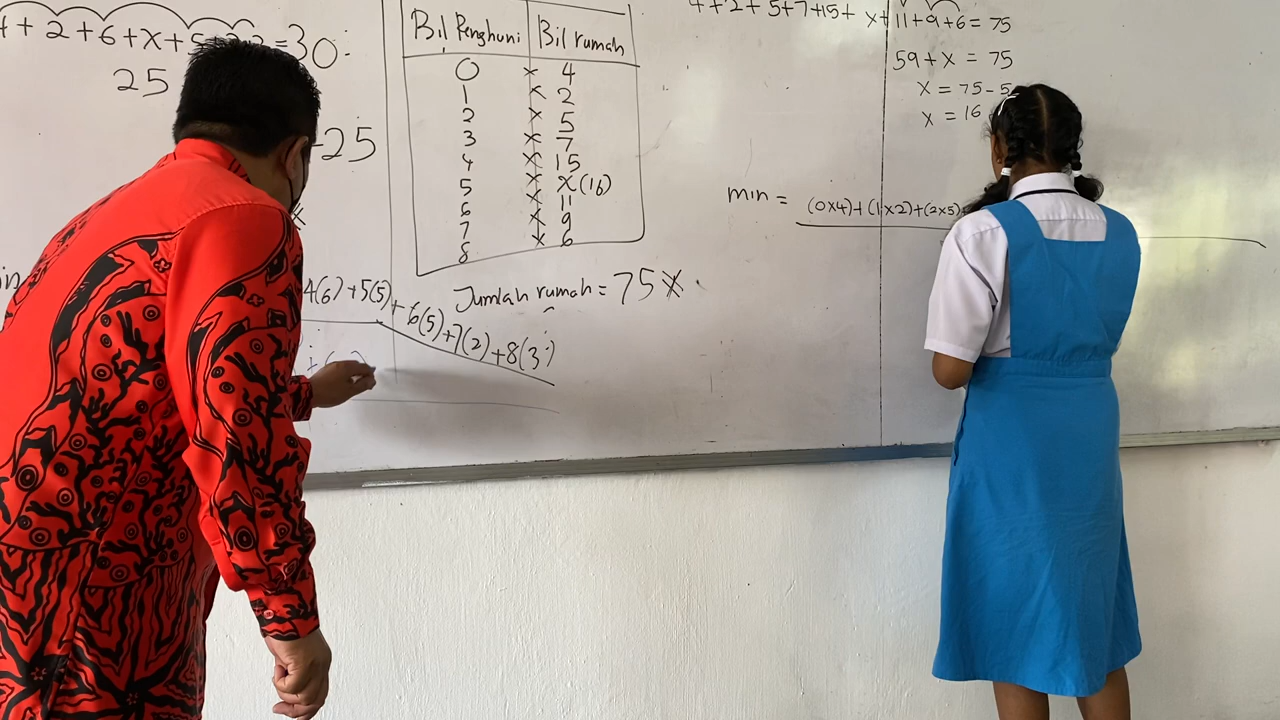 4+2+6+x+5+ =30
25
-25
4(6)+5(5)+6(5)+7(2)+8(3)
Bil Penghuni Bil rumah
0 x 4
1 x 2
2 x 5
3 x 7
4 x 15
5 x x(16)
6 x 11
7 x 9
8 x 6
Jumlah rumah = 75 x
4+2+5+7+15+ x+11+9+6=75
59+x = 75
x = 75-5
x = 16
min = (0x4)+(1x2)+(2x5)